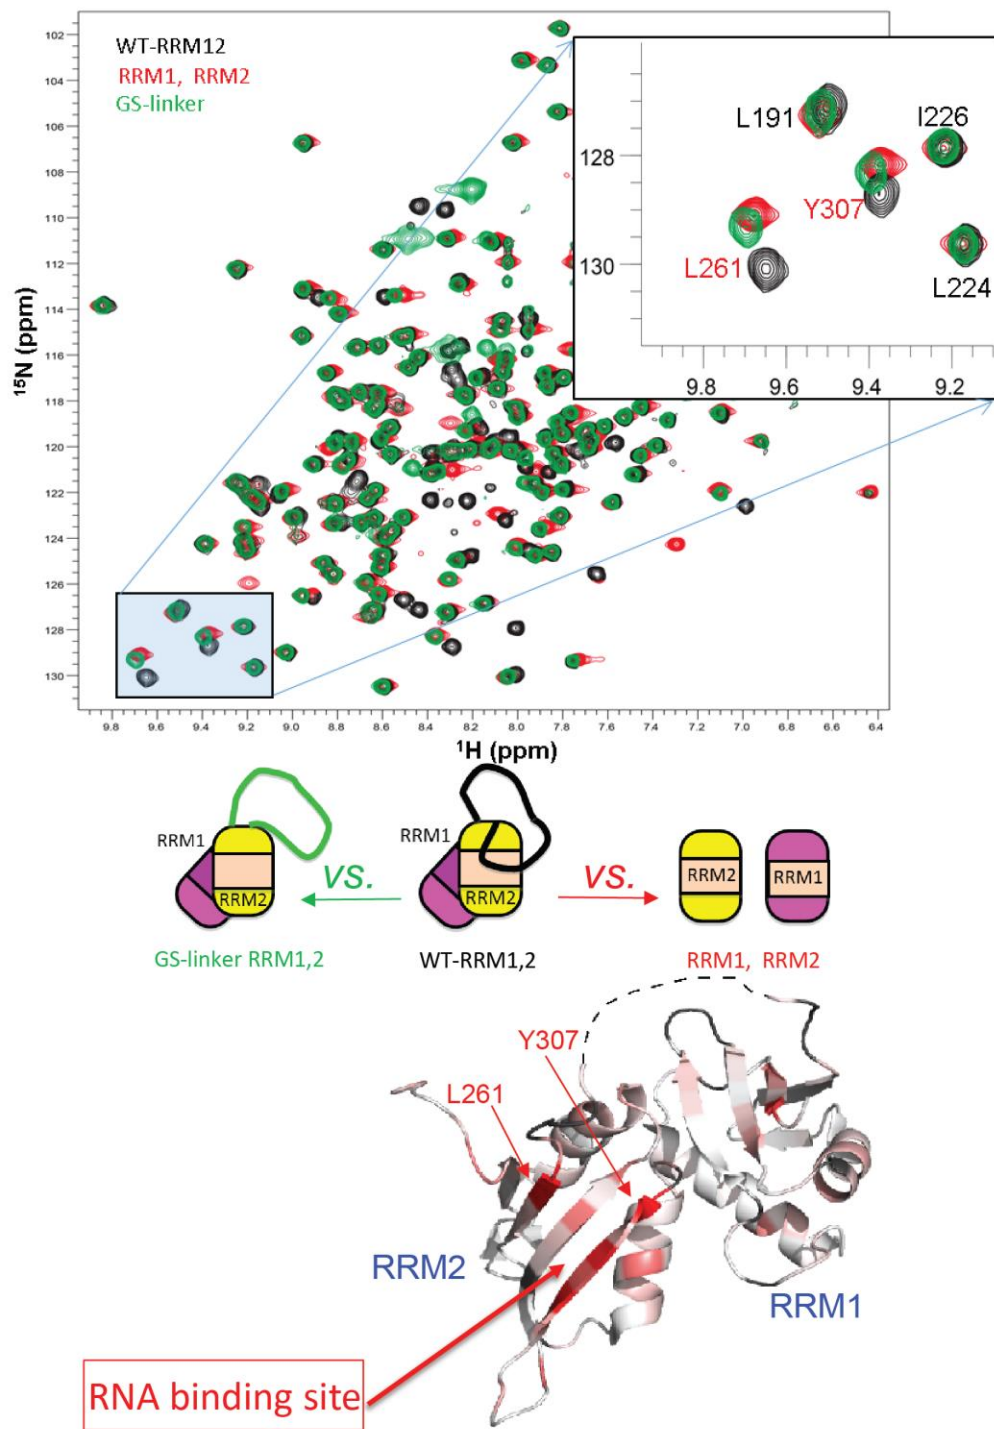 WT-RRM12
RRM1, RRM2
GS-linker
102
104
106
108
110
112
114
116
118
120
122
124
126
128
130
¹⁵N (ppm)
9.8
9.6
9.4
9.2
9.0
8.8
8.6
8.4
8.2
8.0
7.8
7.6
7.4
7.2
7.0
6.8
6.6
6.4
¹H (ppm)
L191
I226
128
Y307
130
L261
L224
9.8
9.6
9.4
9.2
RRM1
RRM2
vs.
GS-linker RRM1,2
RRM1
RRM2
WT-RRM1,2
vs.
RRM2
RRM1
RRM1, RRM2
Y307
L261
RRM2
RRM1
RNA binding site